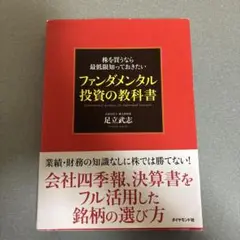 株を買うなら
最低限知っておきたい
ファンダメンタル
投資の教科書
足立武志
業績・財務の知識なしに株では勝てない!
会社四季報、決算書を
フル活用した
銘柄の選び方
ダイヤモンド社